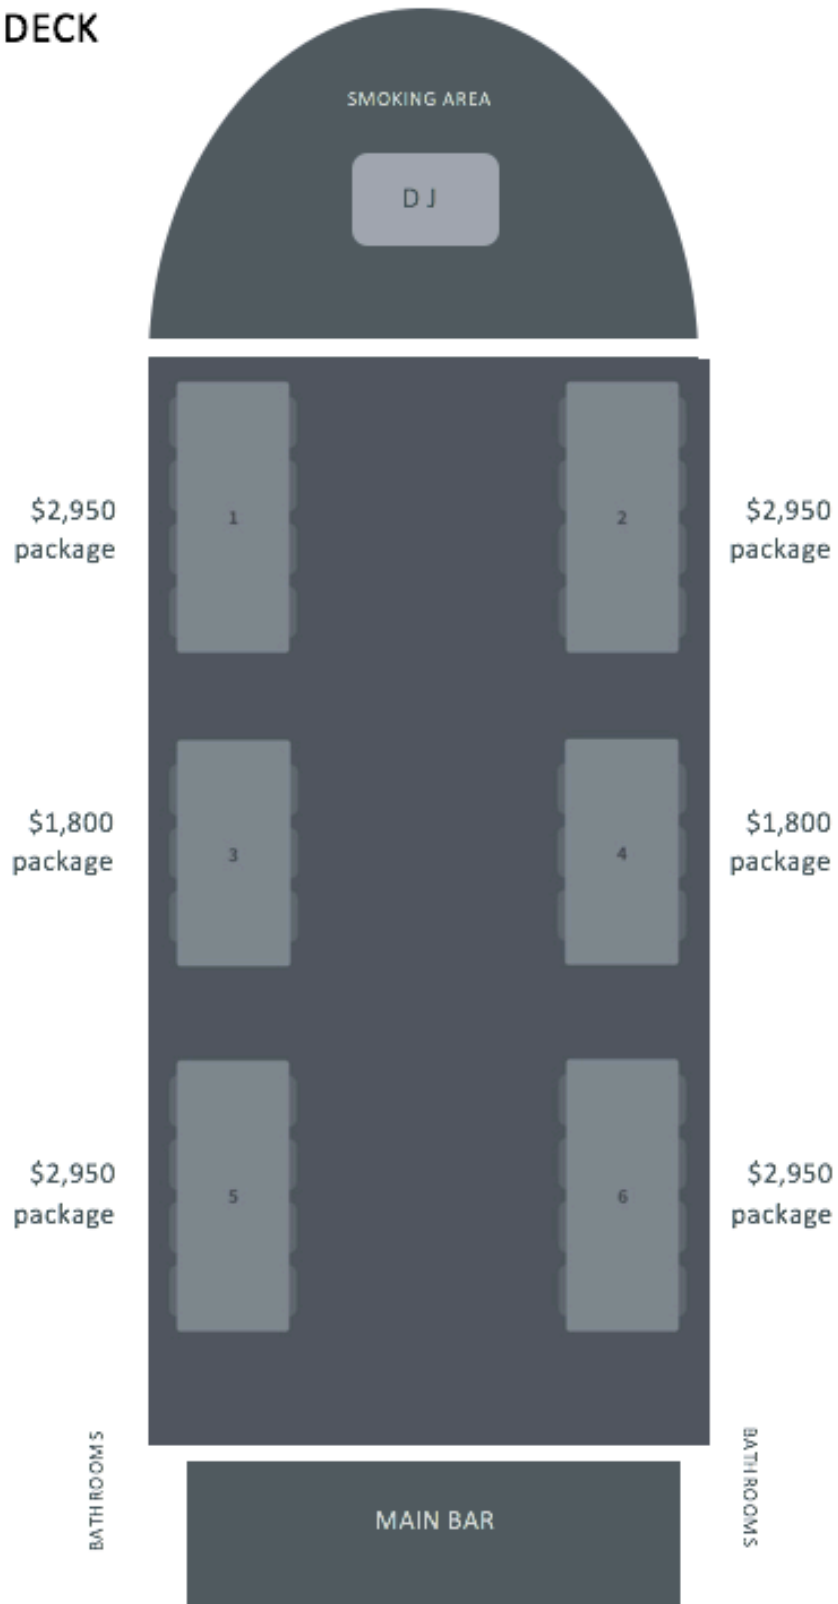 DECK
SMOKING AREA
DJ
1
2
$2,950
package
$2,950
package
3
4
$1,800
package
$1,800
package
5
6
$2,950
package
$2,950
package
BATHROOMS
BATHROOMS
MAIN BAR